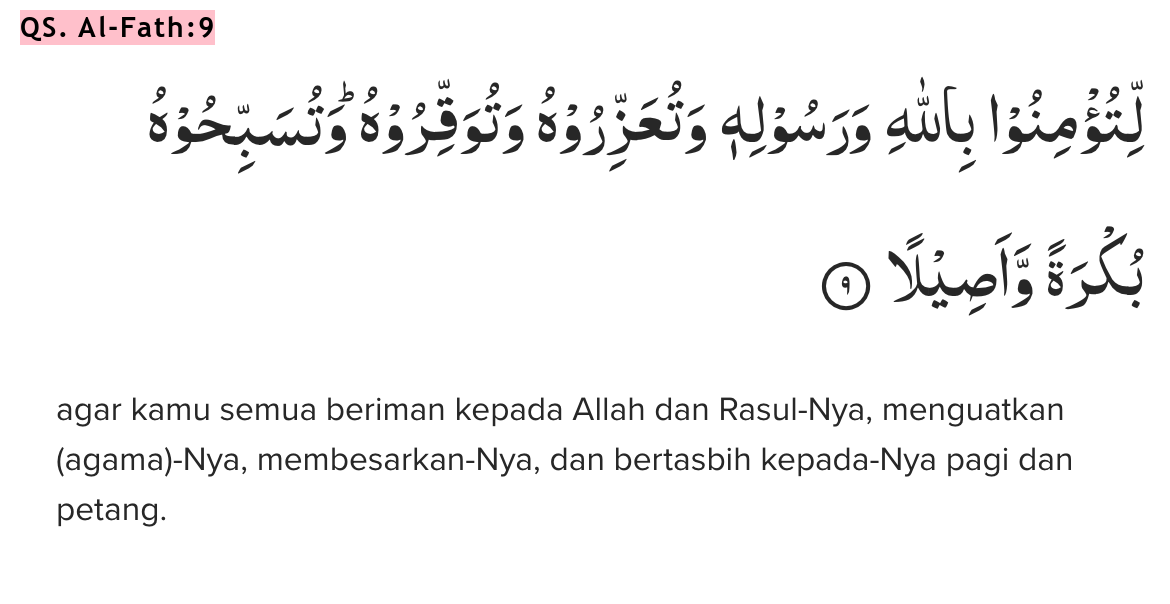 QS. Al-Fath:9
لِّتُؤْمِنُوْا بِاللّٰهِ وَرَسُوْلِهٖ وَتُعَزِّرُوْهُ وَتُوَقِّرُوْهُۗ وَتُسَبِّحُوْهُ
بُكْرَةً وَّاَصِيْلًا ۝٩
agar kamu semua beriman kepada Allah dan Rasul-Nya, menguatkan
(agama)-Nya, membesarkan-Nya, dan bertasbih kepada-Nya pagi dan
petang.